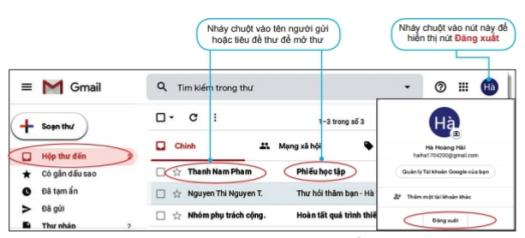 Nháy chuột vào tên người gửi
hoặc tiêu đề thư để mở thư
Nháy chuột vào nút này để
hiển thị nút Đăng xuất
Gmail
Tìm kiếm trong thư
Hà
Soạn thư
1–3 trong số 3
Hộp thư đến
Chính
Mạng xã hội
Có gắn dấu sao
Thanh Nam Pham
Phiếu học tập
Đã tạm ẩn
Nguyen Thi Nguyen T.
Thư hỏi thăm bạn - Hà
Đã gửi
Thư nháp
2
Nhóm phụ trách cộng.
Hoàn tất quá trình thiế
Hà
Hà Hoàng Hải
haiha1704200@gmail.com
Quản lý Tài khoản Google của bạn
Thêm một tài khoản khác
Đăng xuất